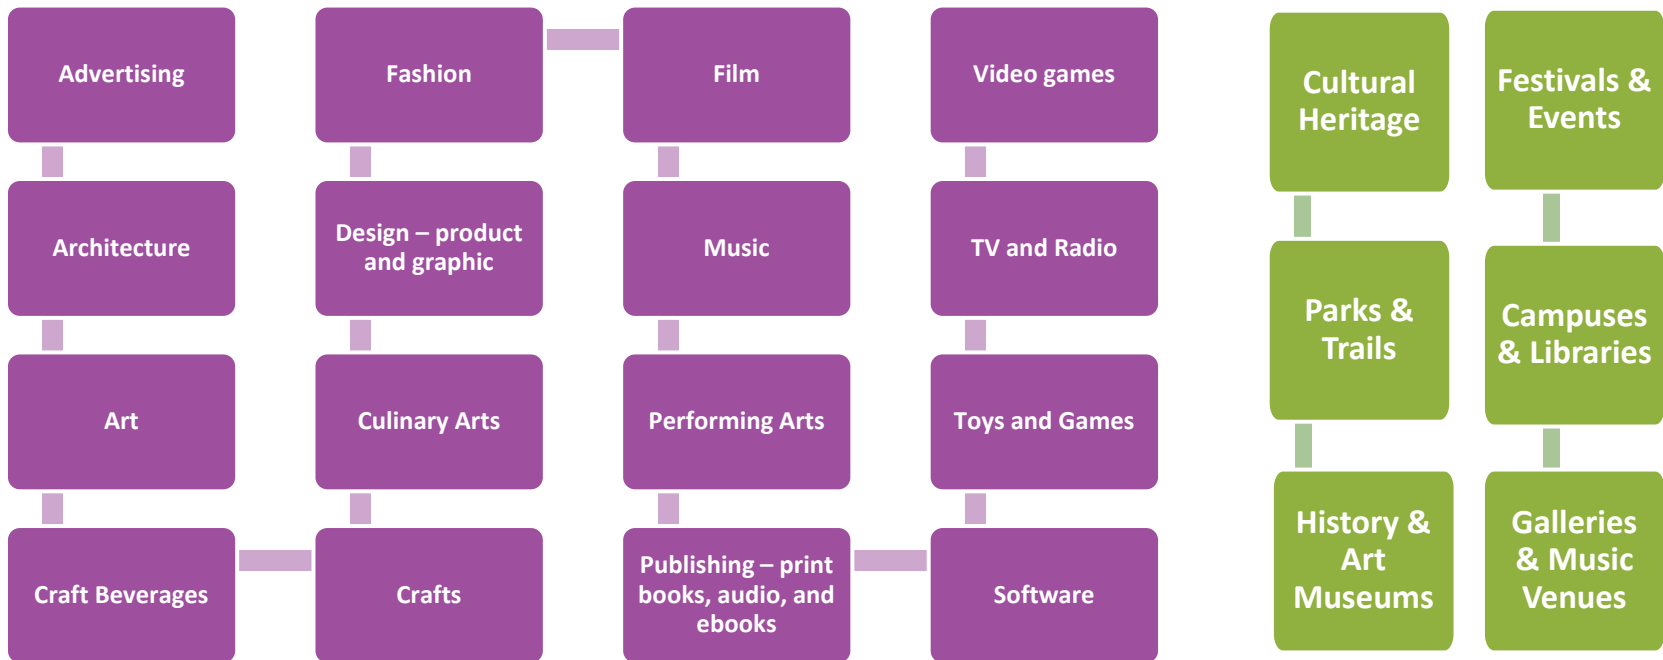 Advertising
Architecture
Art
Craft Beverages
Crafts
Culinary Arts
Design – product
and graphic
Fashion
Film
Music
Performing Arts
Publishing – print
books, audio, and
ebooks
Software
Toys and Games
TV and Radio
Video games
Cultural
Heritage
Parks &
Trails
History &
Art
Museums
Festivals &
Events
Campuses
& Libraries
Galleries
& Music
Venues